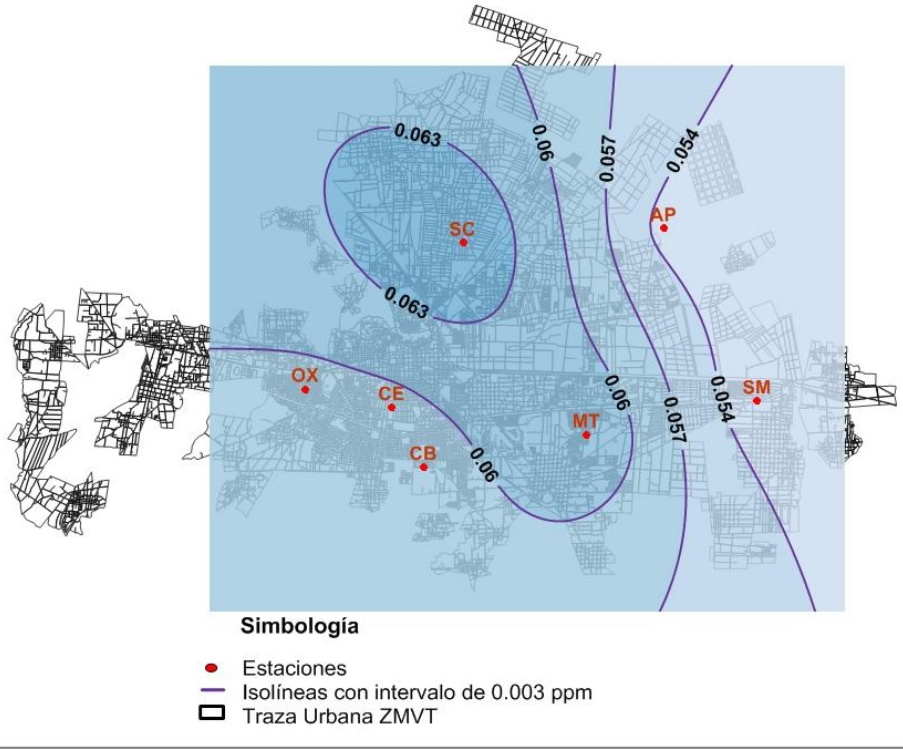 0.063
0.06
0.057
0.054
AP
SC
0.063
OX
CE
SM
0.06
0.054
MT
0.057
CB
0.06
Simbología
Estaciones
Isolíneas con intervalo de 0.003 ppm
Traza Urbana ZMVT